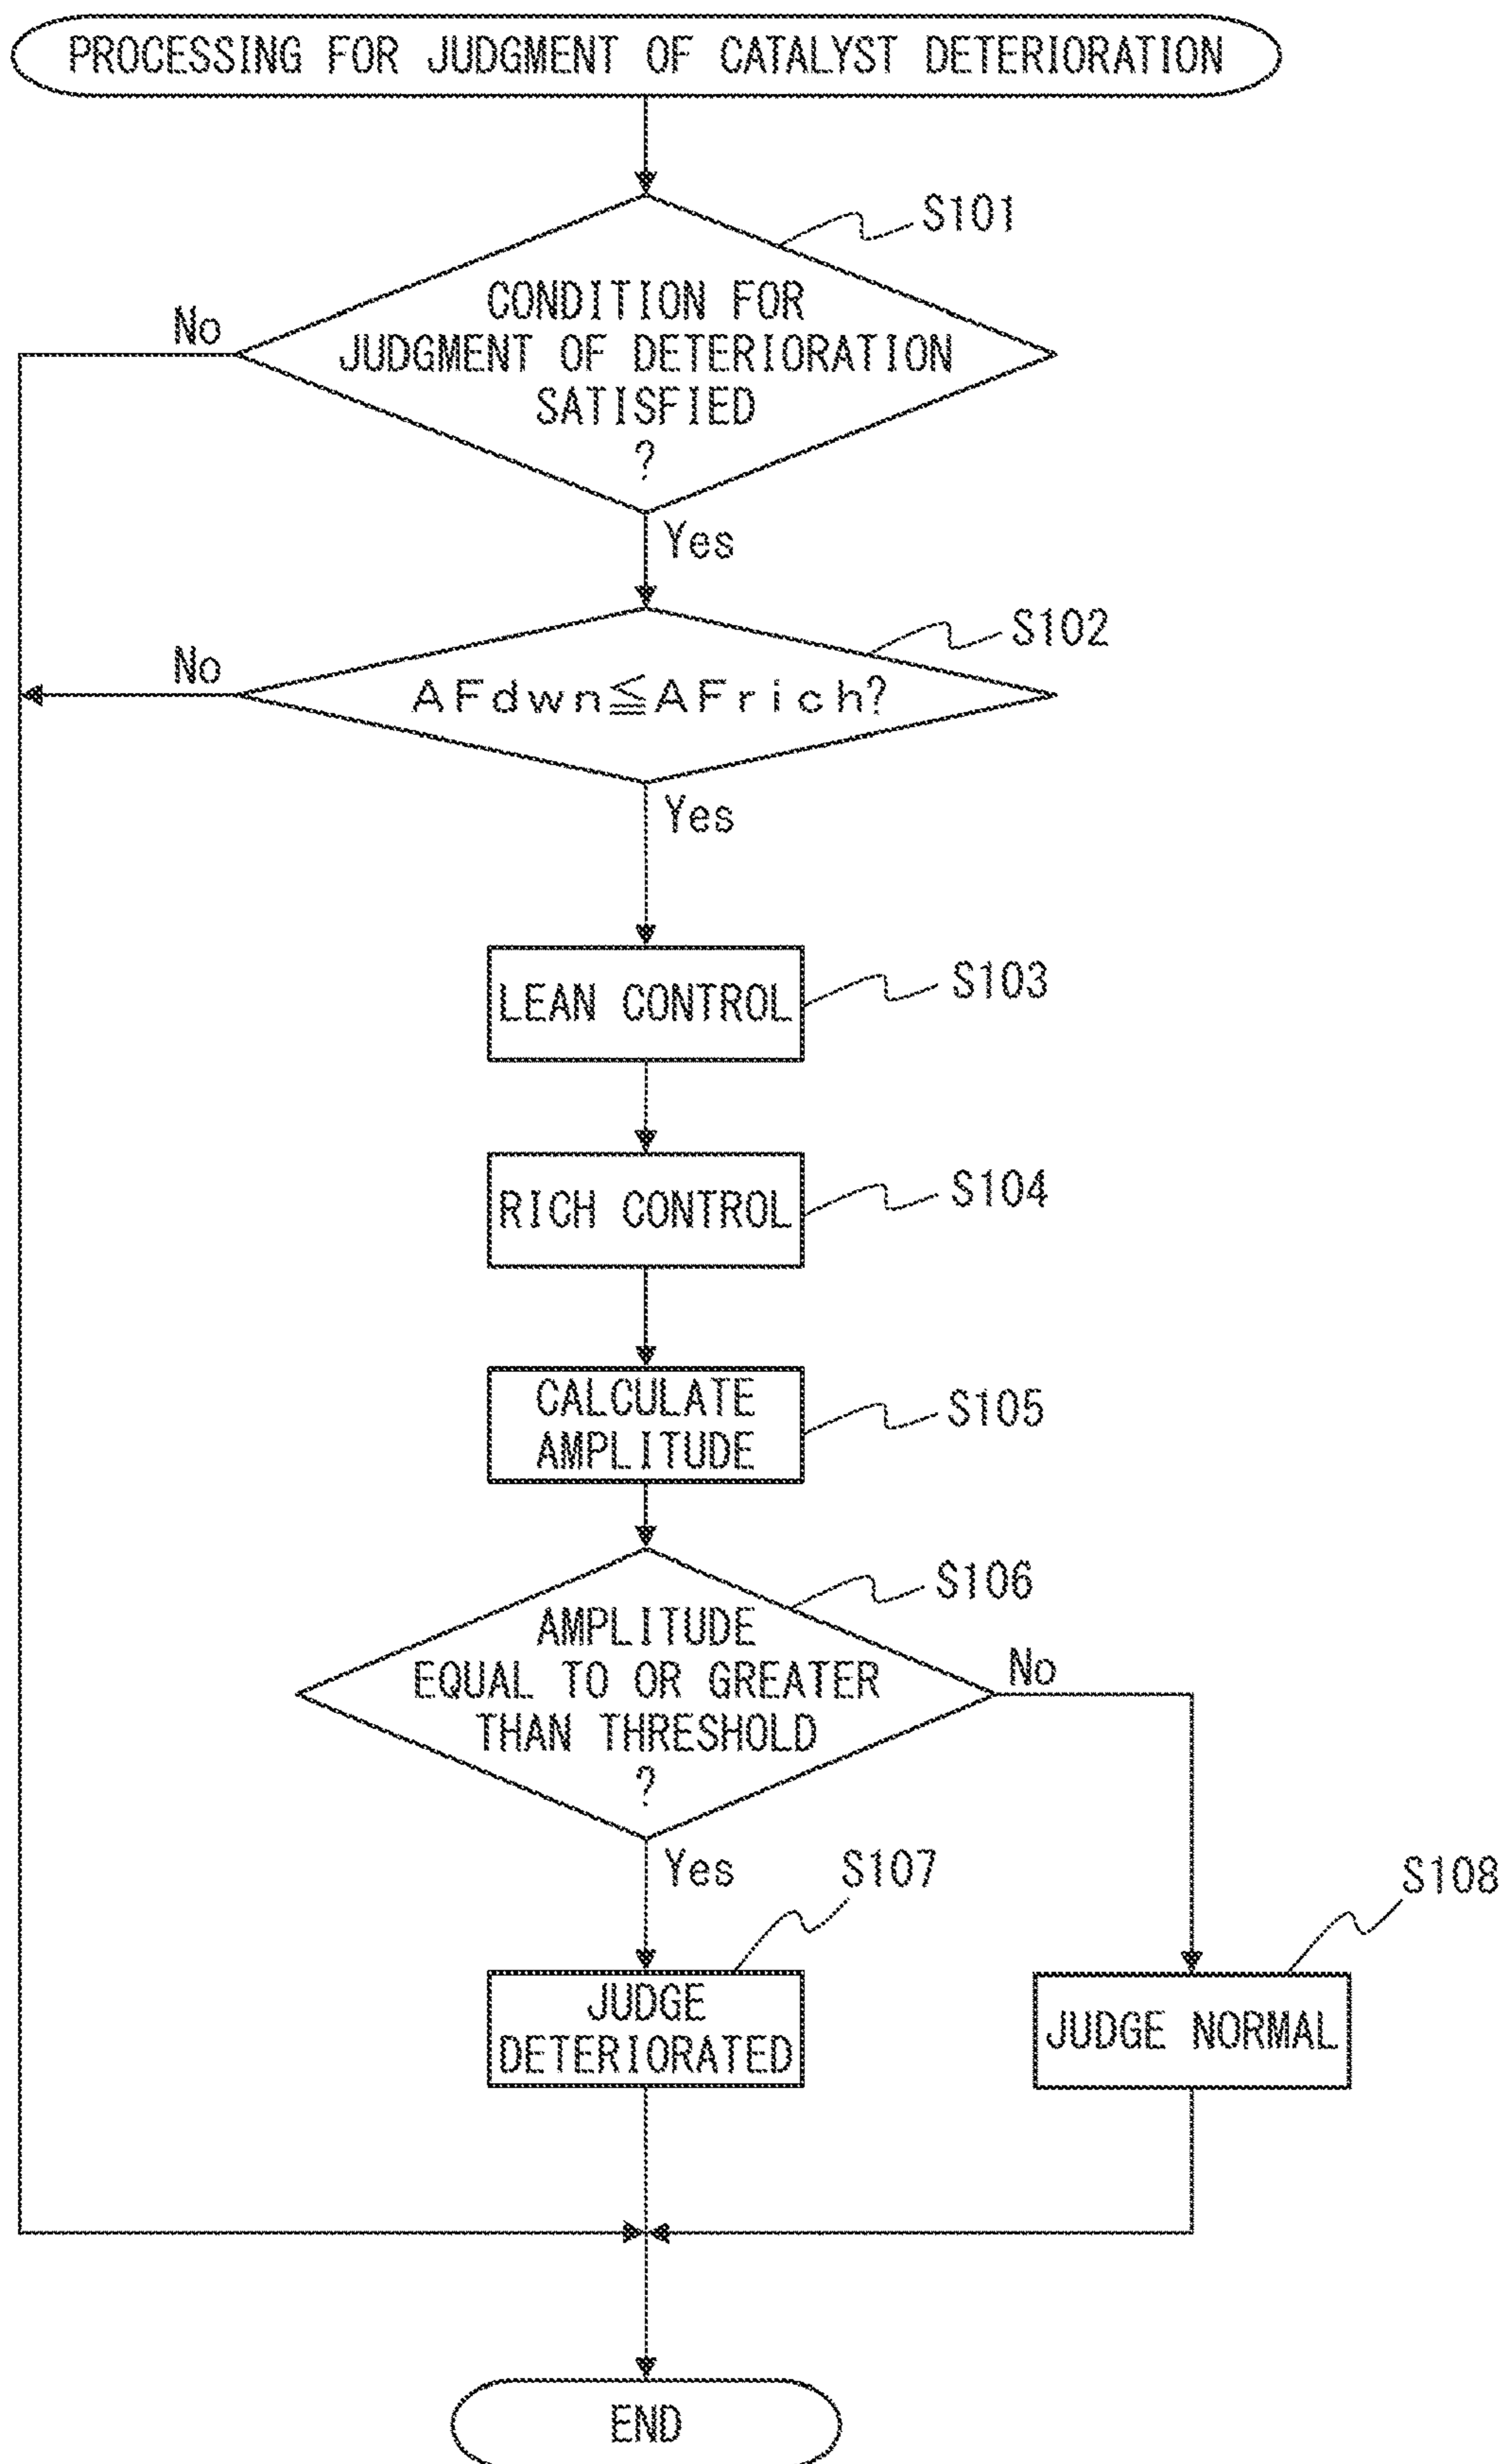 PROCESSING FOR JUDGMENT OF CATALYST DETERIORATION
S101
CONDITION FOR
JUDGMENT OF DETERIORATION
SATISFIED
?
No
Yes
S102
AFdwn≦AFrich?
No
Yes
LEAN CONTROL
S103
RICH CONTROL
S104
CALCULATE
AMPLITUDE
S105
S106
AMPLITUDE
EQUAL TO OR GREATER
THAN THRESHOLD
?
No
Yes
S107
S108
JUDGE
DETERIORATED
JUDGE NORMAL
END